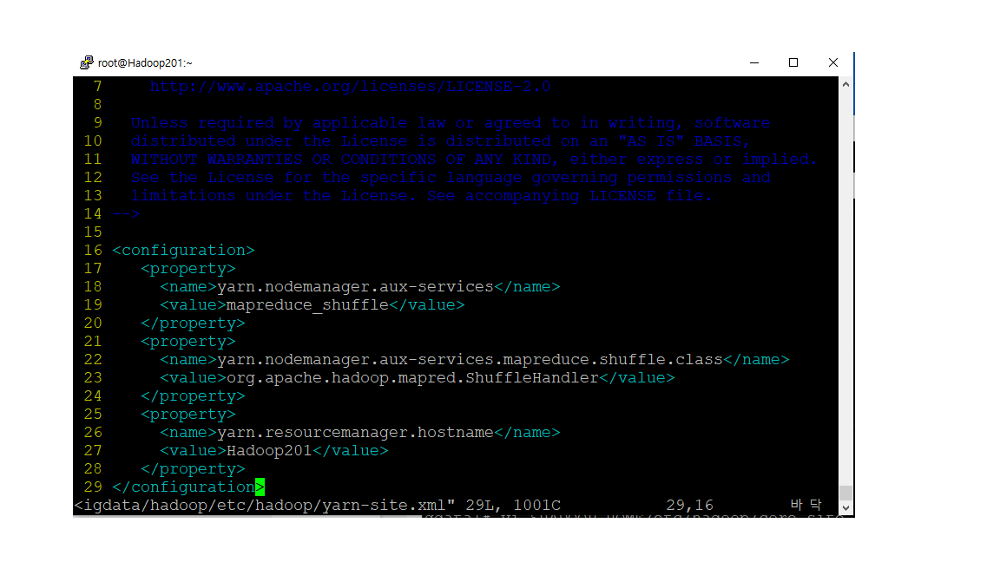 root@Hadoop201:~
7 http://www.apache.org/licenses/LICENSE-2.0
8
9 Unless required by applicable law or agreed to in writing, software
10 distributed under the License is distributed on an "AS IS" BASIS,
11 WITHOUT WARRANTIES OR CONDITIONS OF ANY KIND, either express or implied.
12 See the License for the specific language governing permissions and
13 limitations under the License. See accompanying LICENSE file.
14 -->
15
16 <configuration>
17 <property>
18 <name>yarn.nodemanager.aux-services</name>
19 <value>mapreduce_shuffle</value>
20 </property>
21 <property>
22 <name>yarn.nodemanager.aux-services.mapreduce.shuffle.class</name>
23 <value>org.apache.hadoop.mapred.ShuffleHandler</value>
24 </property>
25 <property>
26 <name>yarn.resourcemanager.hostname</name>
27 <value>Hadoop201</value>
28 </property>
29 </configuration>
<igdata/hadoop/etc/hadoop/yarn-site.xml" 29L, 1001C 29,16 바닥